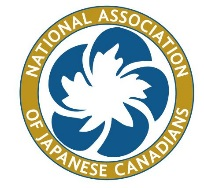 NATIONAL ASSOCIATION
OF JAPANESE CANADIANS